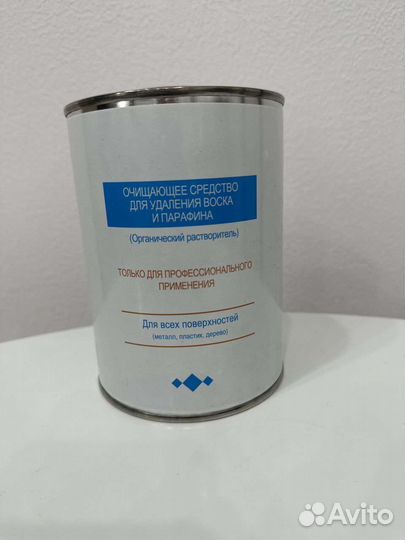 ОЧИЩАЮЩЕЕ СРЕДСТВО
ДЛЯ УДАЛЕНИЯ ВОСКА
И ПАРАФИНА
(Органический растворитель)
ТОЛЬКО ДЛЯ ПРОФЕССИОНАЛЬНОГО
ПРИМЕНЕНИЯ
Для всех поверхностей
(металл, пластик, дерево)
Avito